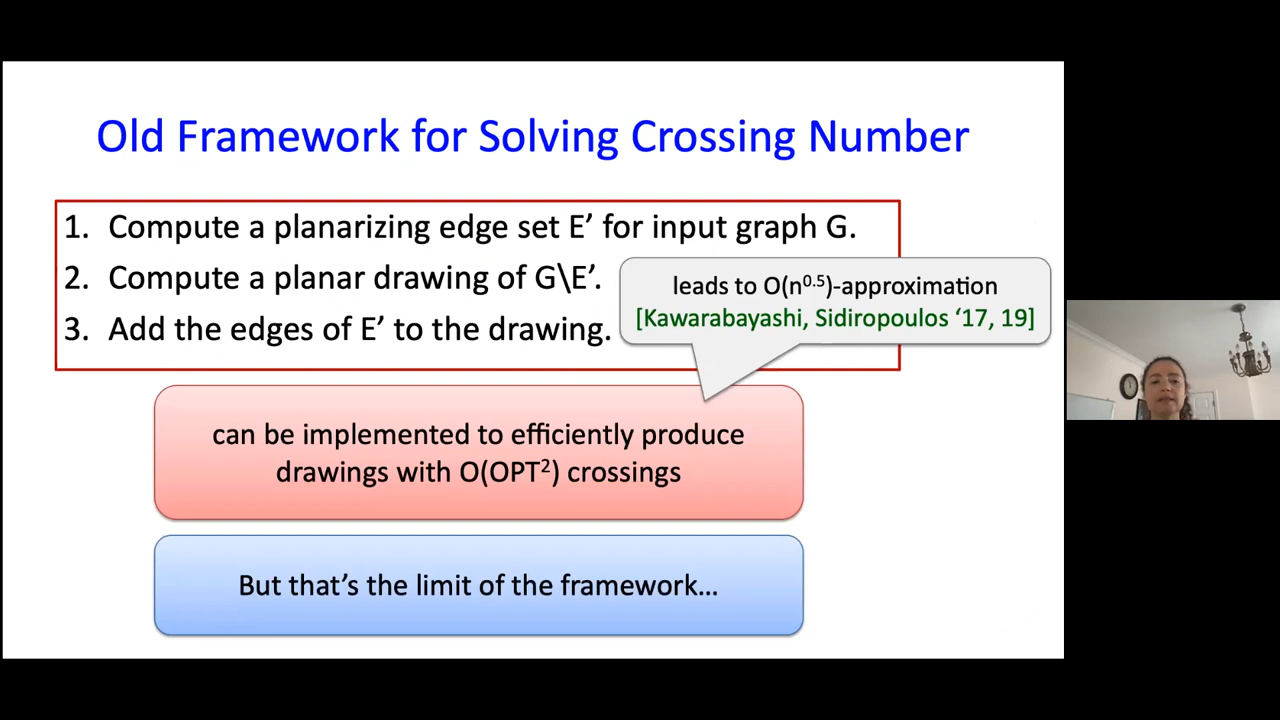 Old Framework for Solving Crossing Number
1. Compute a planarizing edge set E’ for input graph G.
2. Compute a planar drawing of G\E’.
3. Add the edges of E’ to the drawing.
leads to O(n^0.5)-approximation
[Kawarabayashi, Sidiropoulos ‘17, 19]
can be implemented to efficiently produce
drawings with O(OPT²) crossings
But that’s the limit of the framework…